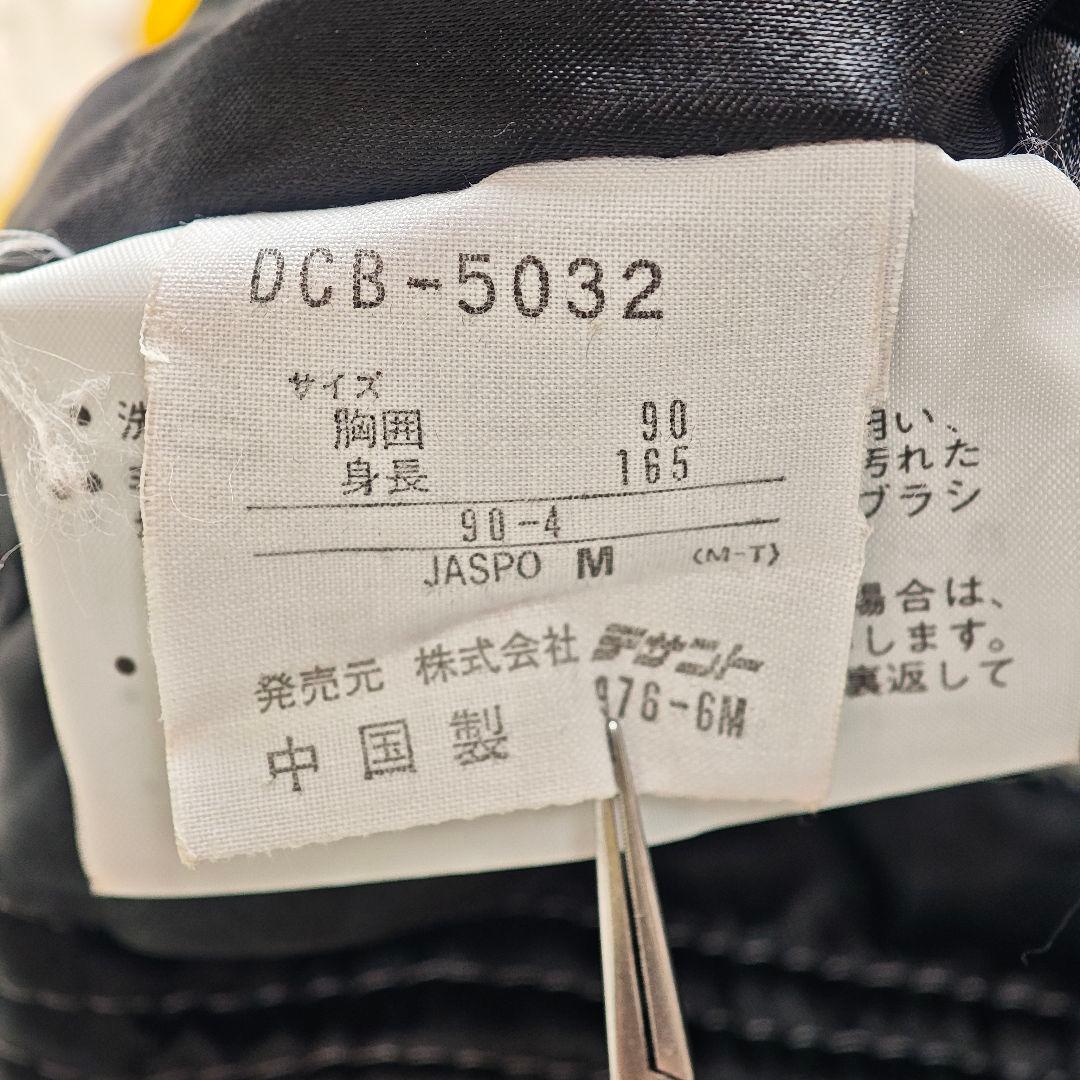 DCB-5032
サイズ
胸囲 90
身長 165
90-4
JASPO M (M-T)
発売元 株式会社 デサント
976-6M
中国製
• 洗
用い、
汚れた
ブラシ
場合は、
します。
裏返して